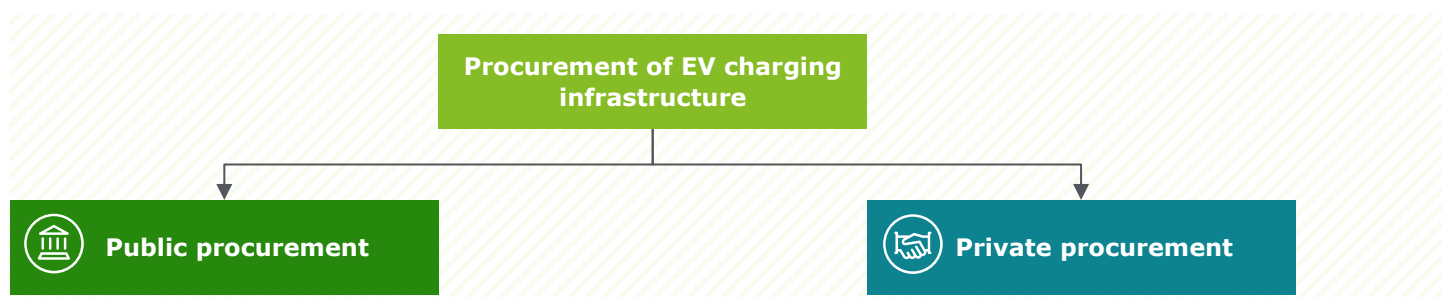 Procurement of EV charging
infrastructure
Public procurement
Private procurement